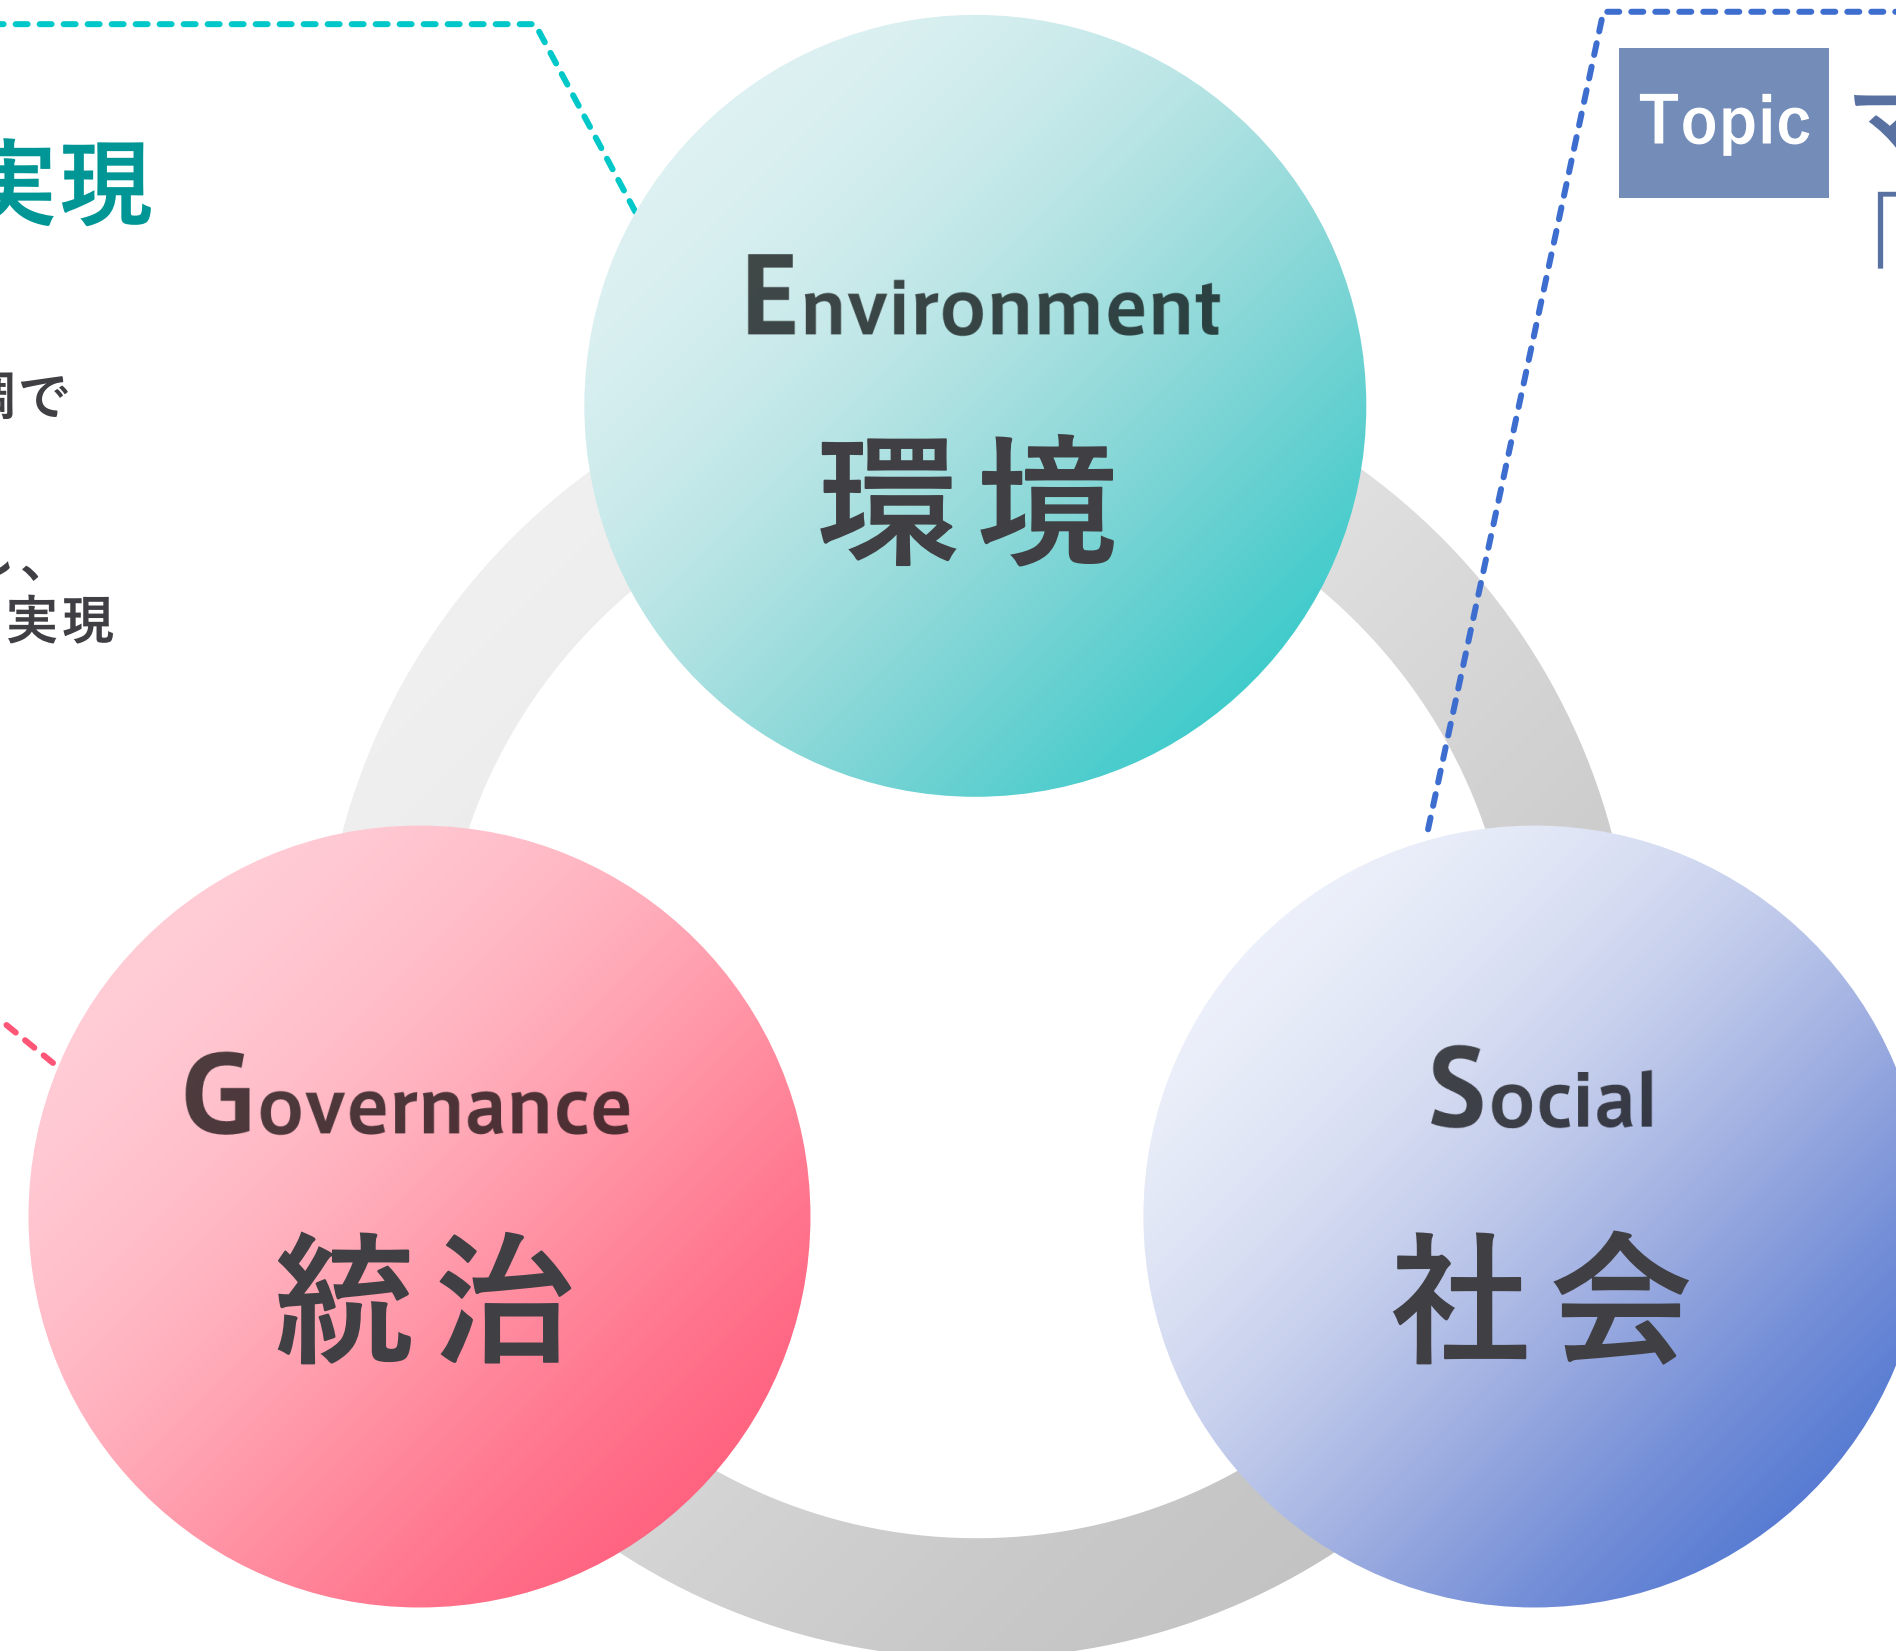 実現
で
、
実現
Environment
環境
Topic
「
Governance
統治
Social
社会